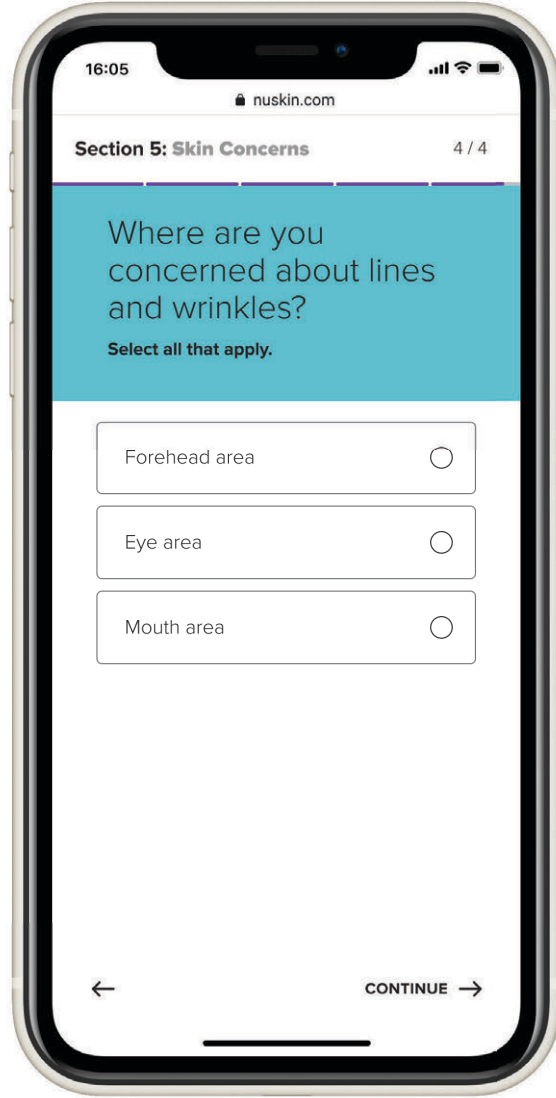 16:05
nuskin.com
Section 5: Skin Concerns 4 / 4
Where are you
concerned about lines
and wrinkles?
Select all that apply.
Forehead area
Eye area
Mouth area
CONTINUE